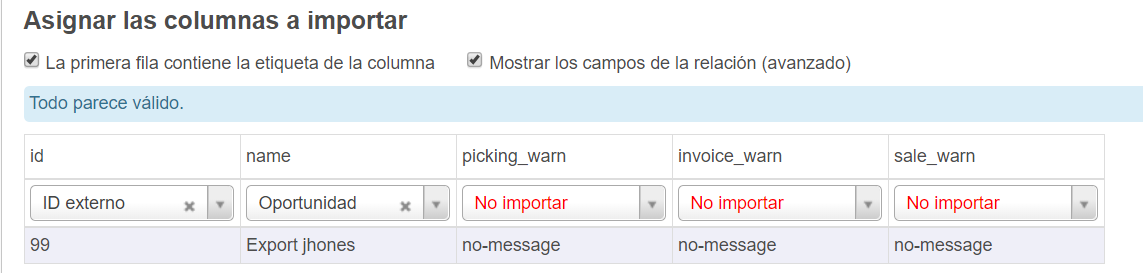 Asignar las columnas a importar
La primera fila contiene la etiqueta de la columna Mostrar los campos de la relación (avanzado)
Todo parece válido.
id name picking_warn invoice_warn sale_warn
ID externo Oportunidad No importar No importar No importar
99 Export jhones no-message no-message no-message